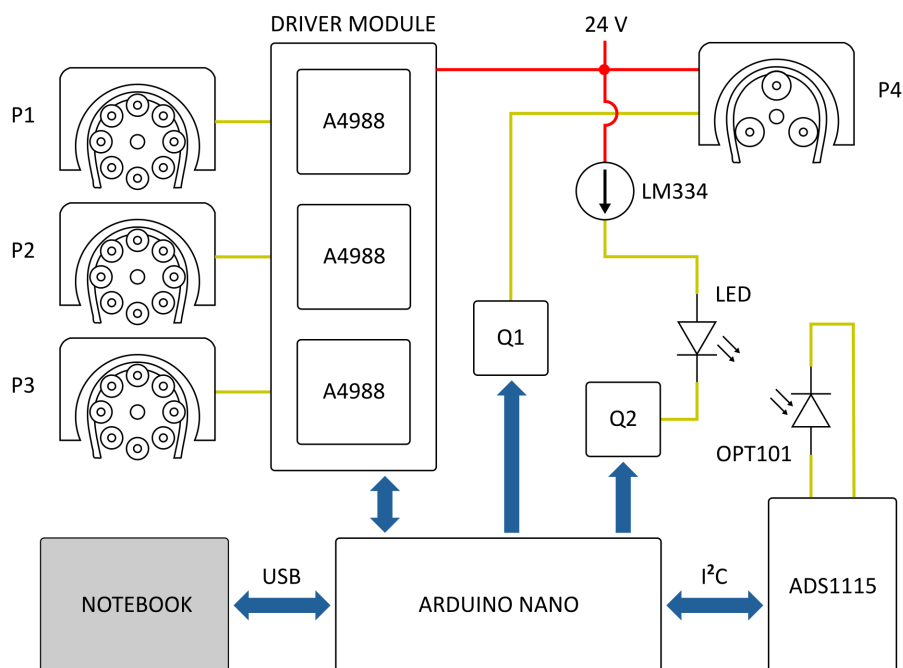 DRIVER MODULE
24 V
P1
A4988
P4
LM334
P2
A4988
LED
Q1
P3
A4988
Q2
OPT101
USB
I²C
NOTEBOOK
ARDUINO NANO
ADS1115